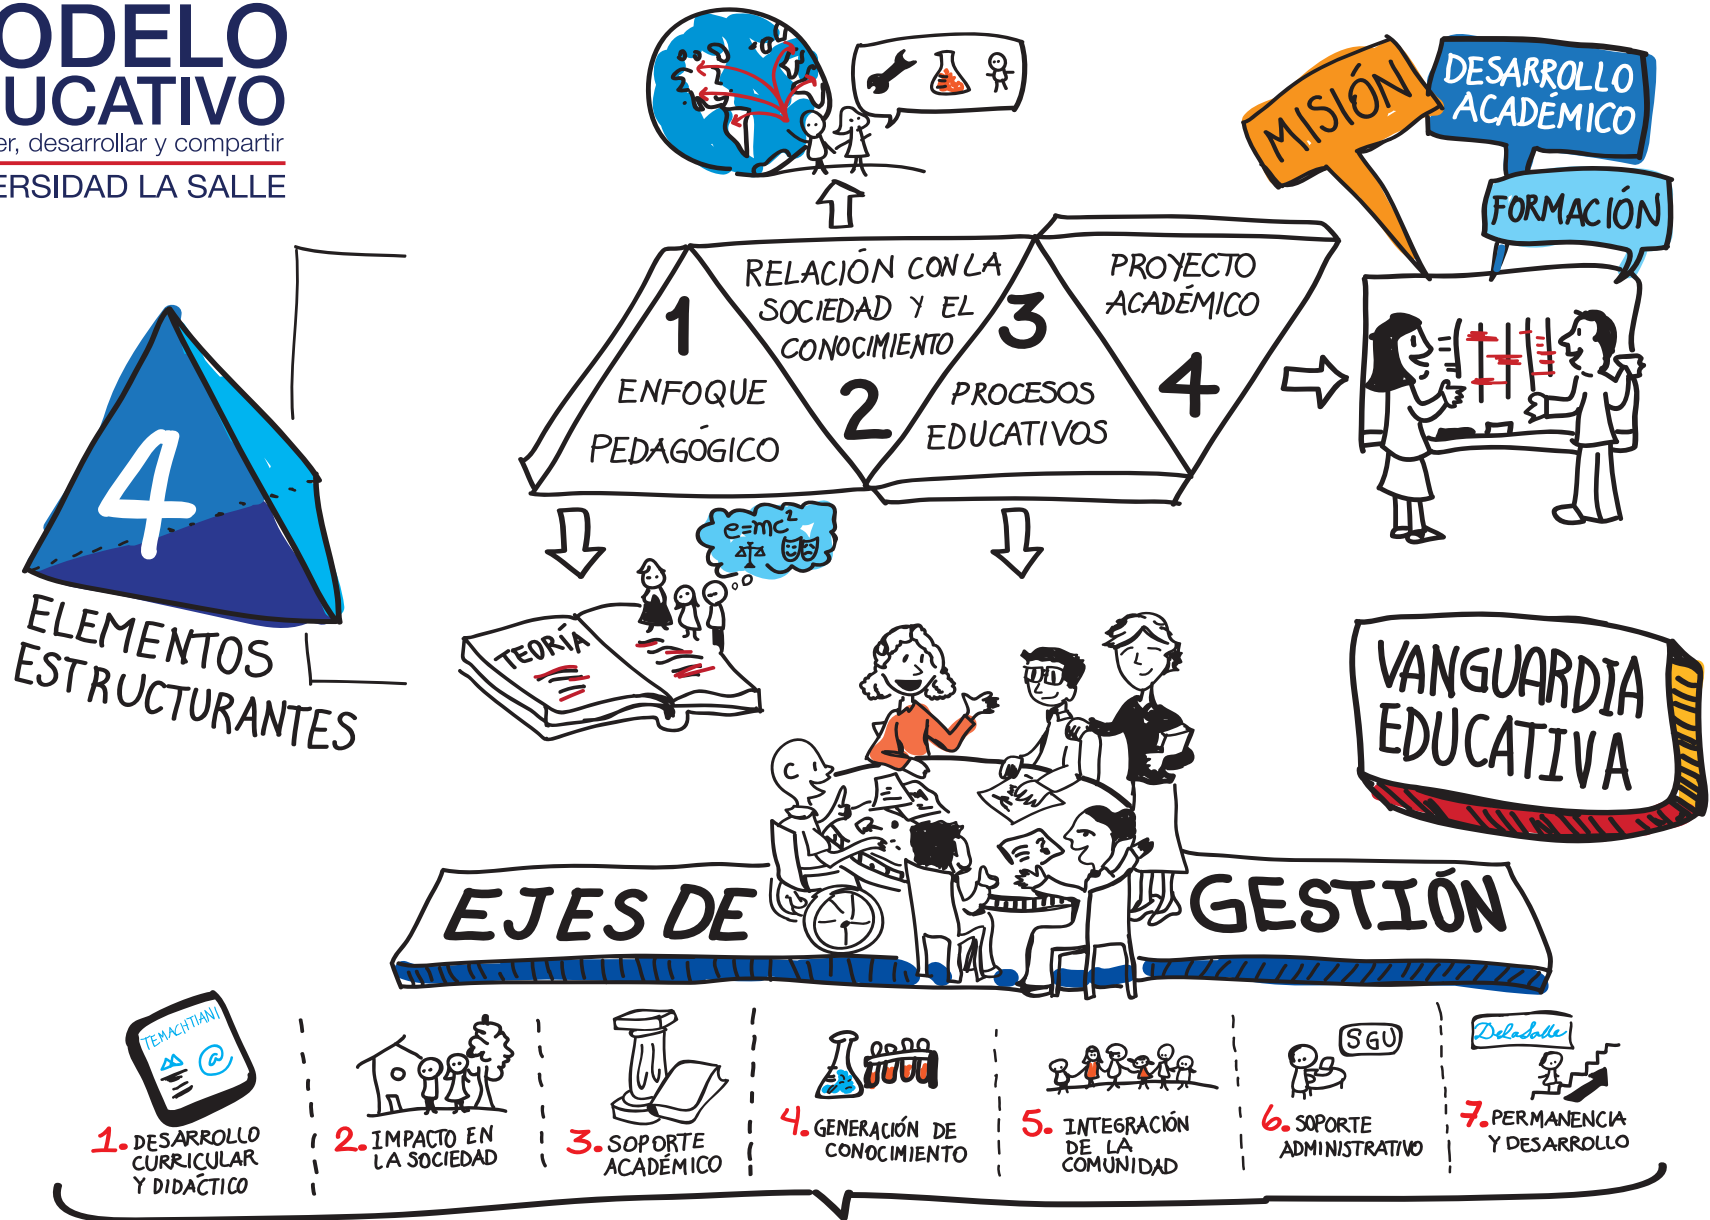 ODELO
UCATIVO
er, desarrollar y compartir
ERSIDAD LA SALLE
4
ELEMENTOS
ESTRUCTURANTES
1
ENFOQUE
PEDAGÓGICO
RELACIÓN CON LA
SOCIEDAD Y EL
CONOCIMIENTO
2
3
PROCESOS
EDUCATIVOS
PROYECTO
ACADÉMICO
4
MISIÓN
DESARROLLO
ACADÉMICO
FORMACIÓN
e=mc²
TEORÍA
VANGUARDIA
EDUCATIVA
EJES DE GESTIÓN
TEMACHTIANI
@
1. DESARROLLO
CURRICULAR
Y DIDÁCTICO
2. IMPACTO EN
LA SOCIEDAD
3. SOPORTE
ACADÉMICO
4. GENERACIÓN DE
CONOCIMIENTO
5. INTEGRACIÓN
DE LA
COMUNIDAD
SGU
6. SOPORTE
ADMINISTRATIVO
DelaSalle
7. PERMANENCIA
Y DESARROLLO